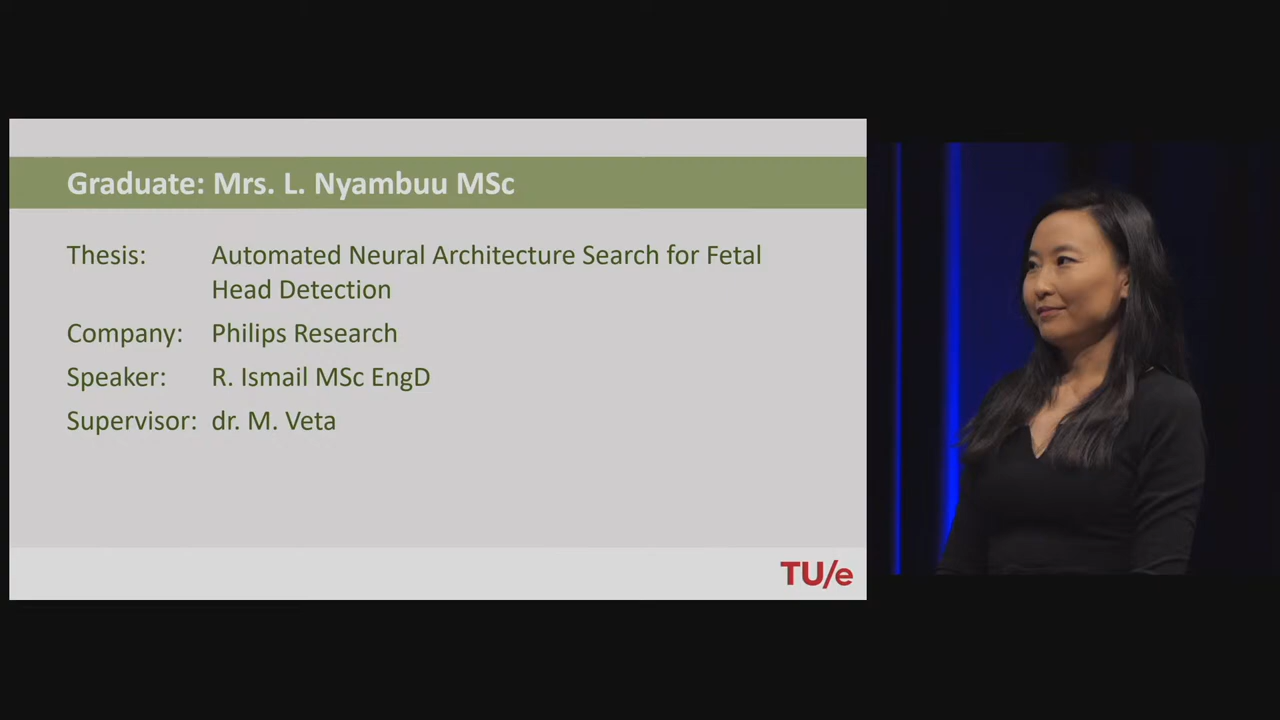 Graduate: Mrs. L. Nyambuu MSc
Thesis: Automated Neural Architecture Search for Fetal
Head Detection
Company: Philips Research
Speaker: R. Ismail MSc EngD
Supervisor: dr. M. Veta
TU/e